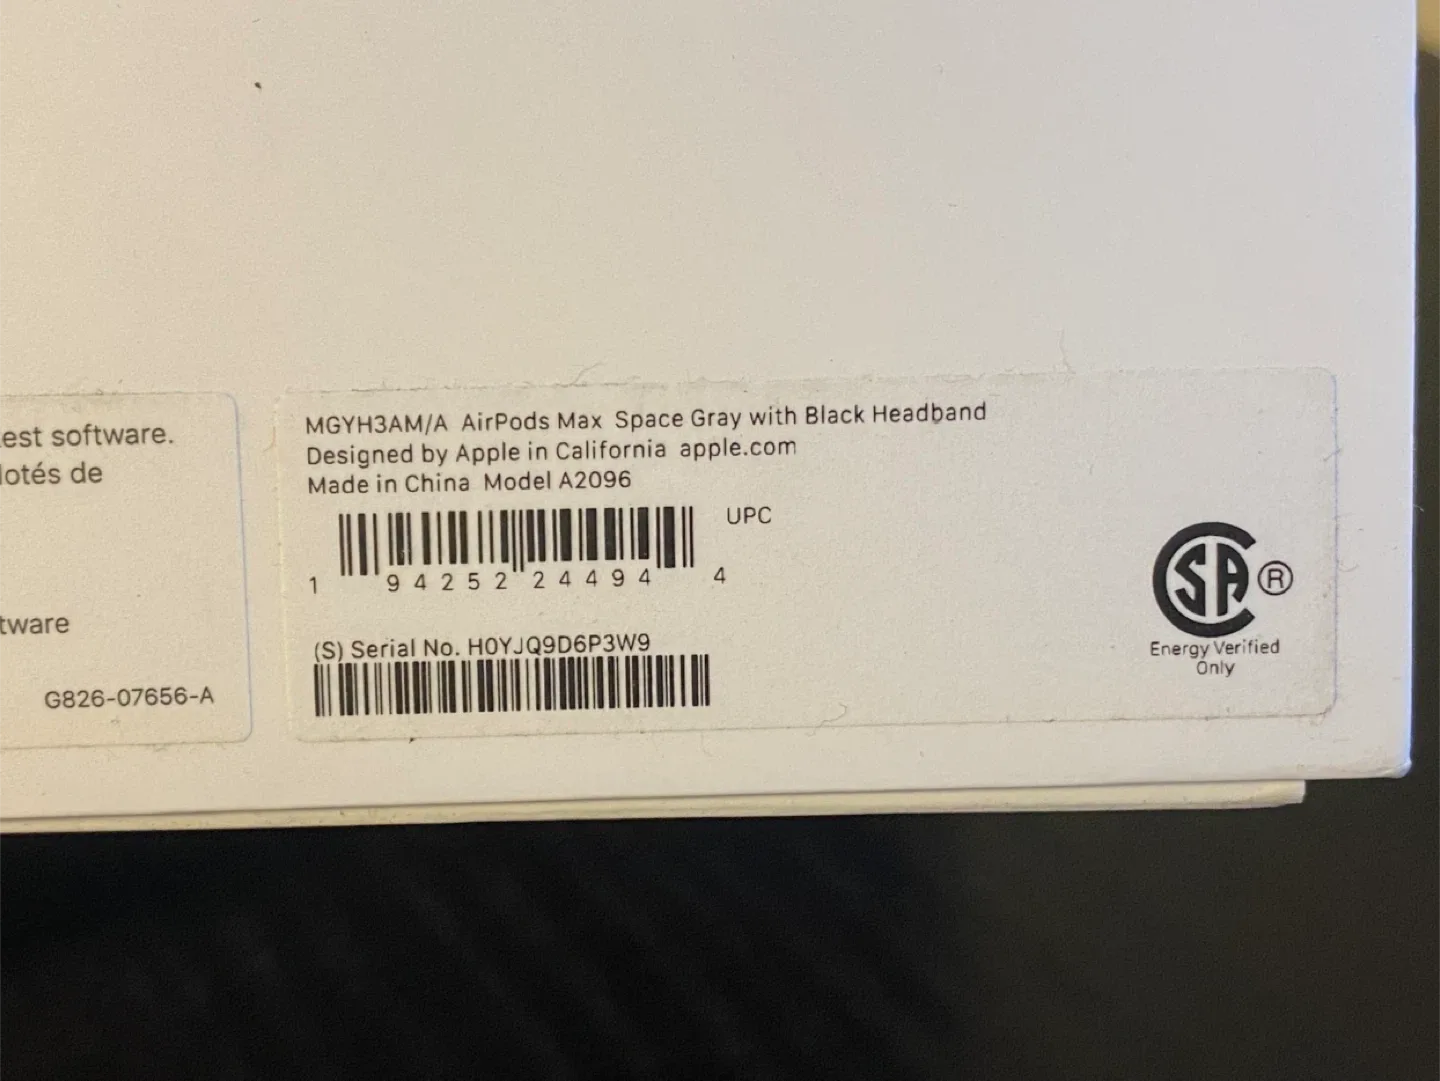 est software.
lotés de
tware
G826-07656-A
MGYH3AM/A AirPods Max Space Gray with Black Headband
Designed by Apple in California apple.com
Made in China Model A2096
UPC
1 94252 24494 4
(S) Serial No. H0YJQ9D6P3W9
SA ®
Energy Verified
Only